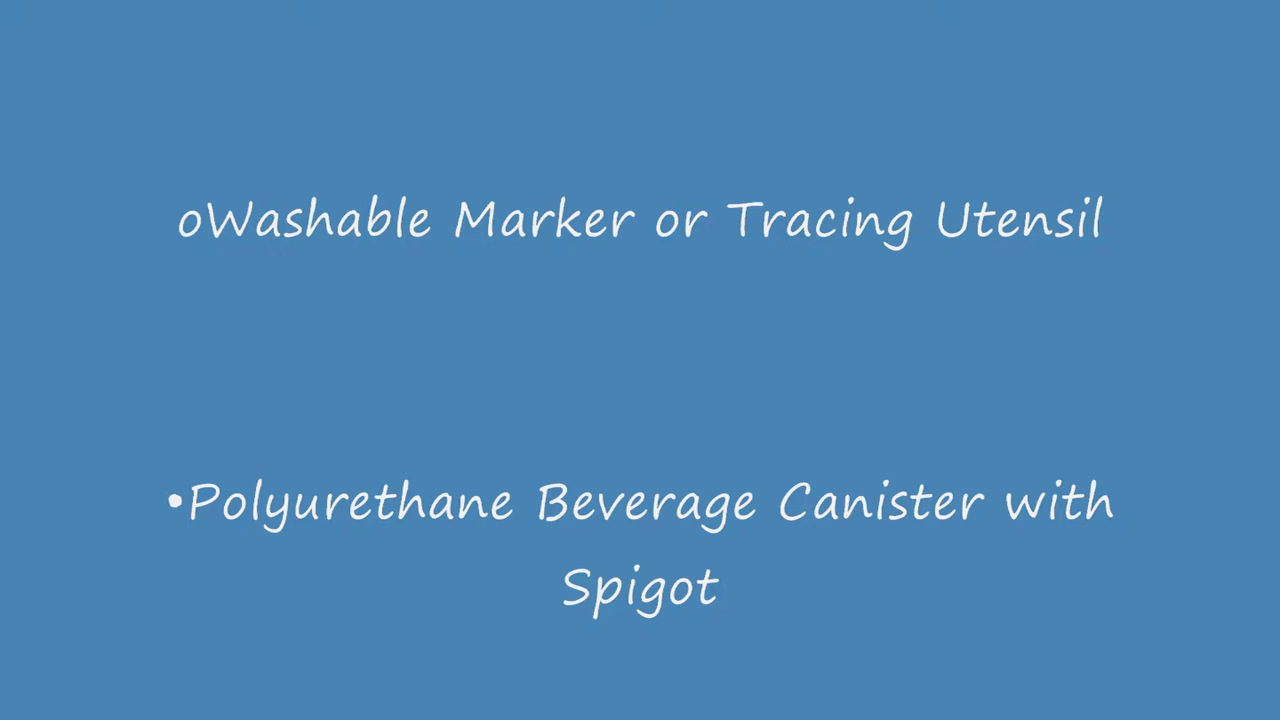 oWashable Marker or Tracing Utensil
•Polyurethane Beverage Canister with
Spigot